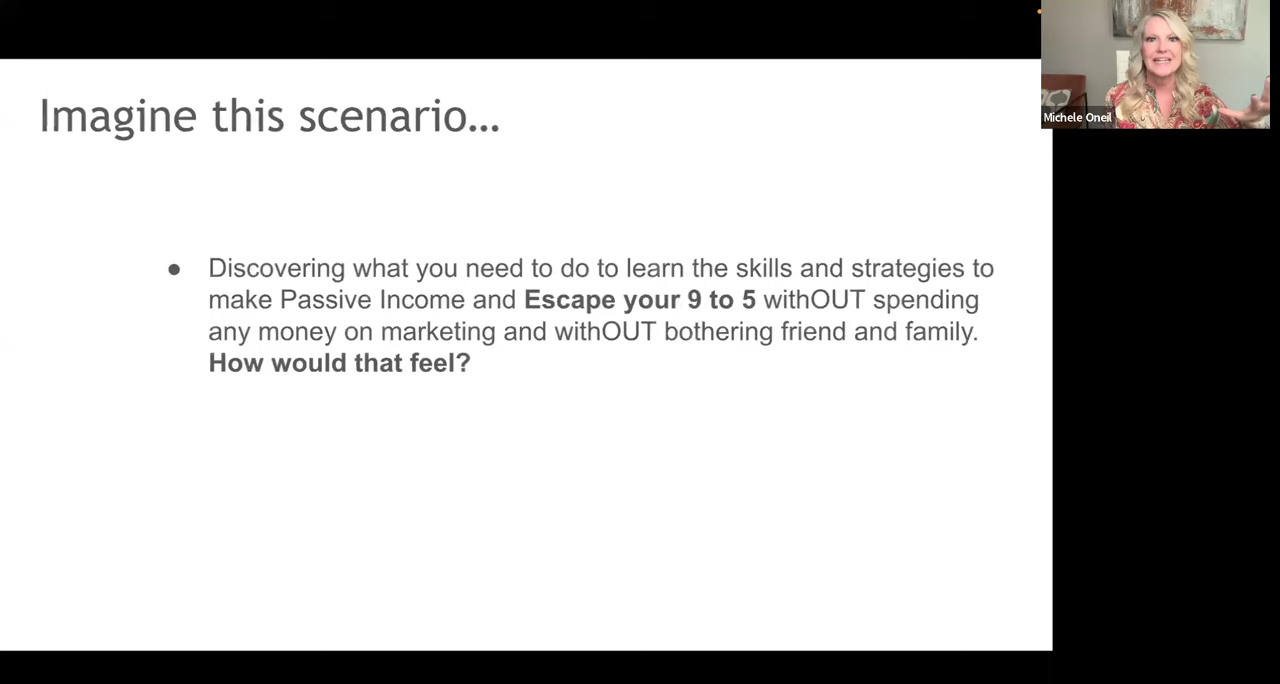 Imagine this scenario...
Michele Oneil
● Discovering what you need to do to learn the skills and strategies to
make Passive Income and Escape your 9 to 5 withOUT spending
any money on marketing and withOUT bothering friend and family.
How would that feel?